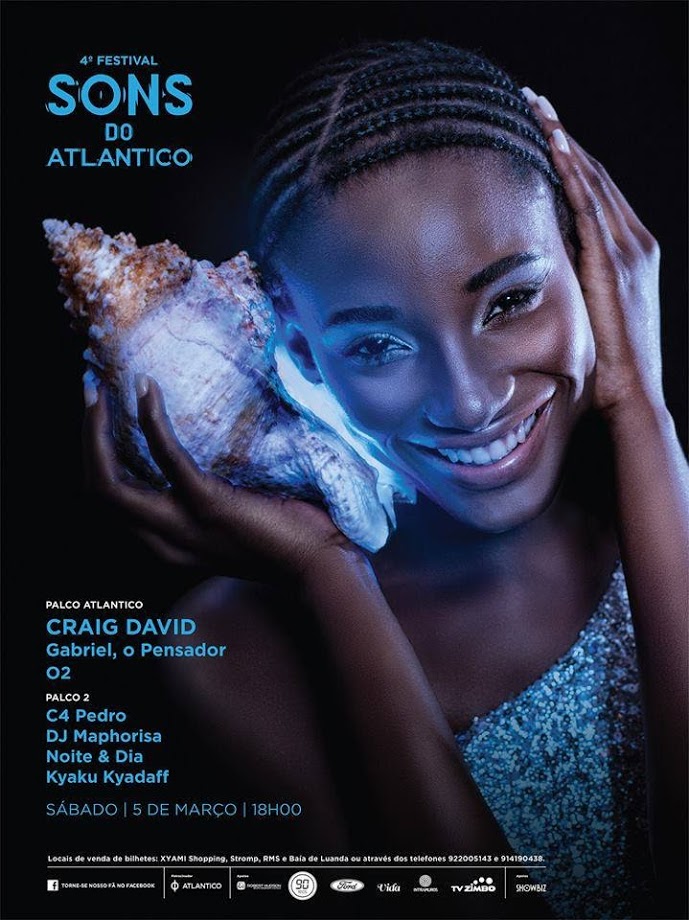 4º FESTIVAL
SONS
DO
ATLANTICO
PALCO ATLANTICO
CRAIG DAVID
Gabriel, o Pensador
O2
PALCO 2
C4 Pedro
DJ Maphorisa
Noite & Dia
Kyaku Kyadaff
SÁBADO | 5 DE MARÇO | 18H00
Locais de venda de bilhetes: XYAMI Shopping, Stromp, RMS e Baía de Luanda ou através dos telefones 922005143 e 914190438.
TORNE-SE NOSSO FÃ NO FACEBOOK
ATLANTICO
ROBERT HUDSON
90
Ford
Vida
TV ZIMBO
SHOWBIZ